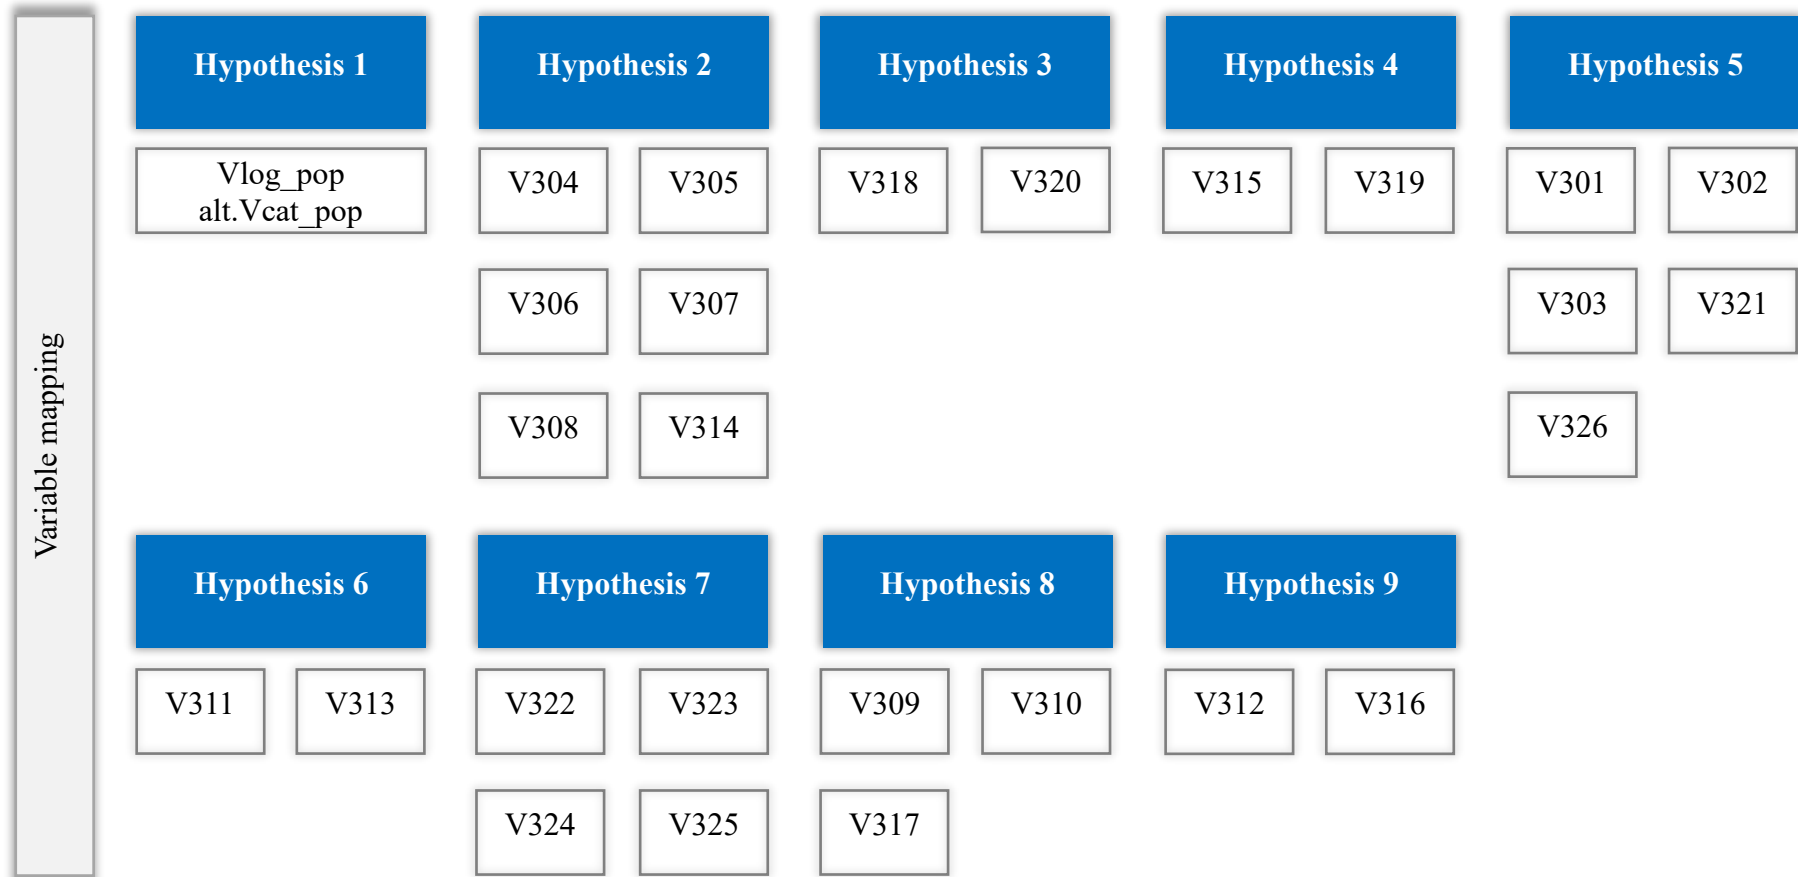 Variable mapping
Hypothesis 1
Hypothesis 2
Hypothesis 3
Hypothesis 4
Hypothesis 5
Vlog_pop
alt.Vcat_pop
V304 V305
V318 V320
V315 V319
V301 V302
V306 V307
V303 V321
V308 V314
V326
Hypothesis 6
Hypothesis 7
Hypothesis 8
Hypothesis 9
V311 V313
V322 V323
V309 V310
V312 V316
V324 V325
V317